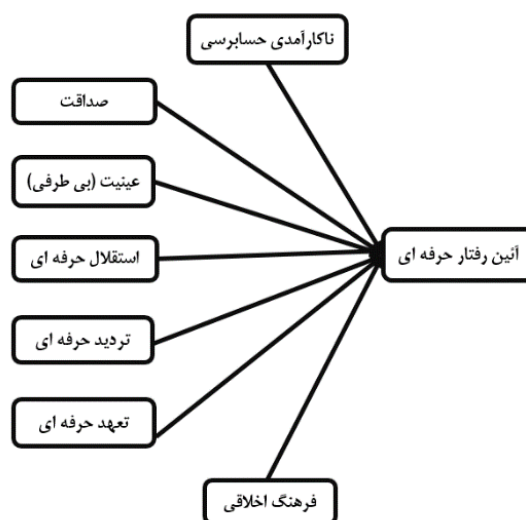 ناکارآمدی حسابرسی
صداقت
عینیت (بی طرفی)
استقلال حرفه ای
آئین رفتار حرفه ای
تردید حرفه ای
تعهد حرفه ای
فرهنگ اخلاقی